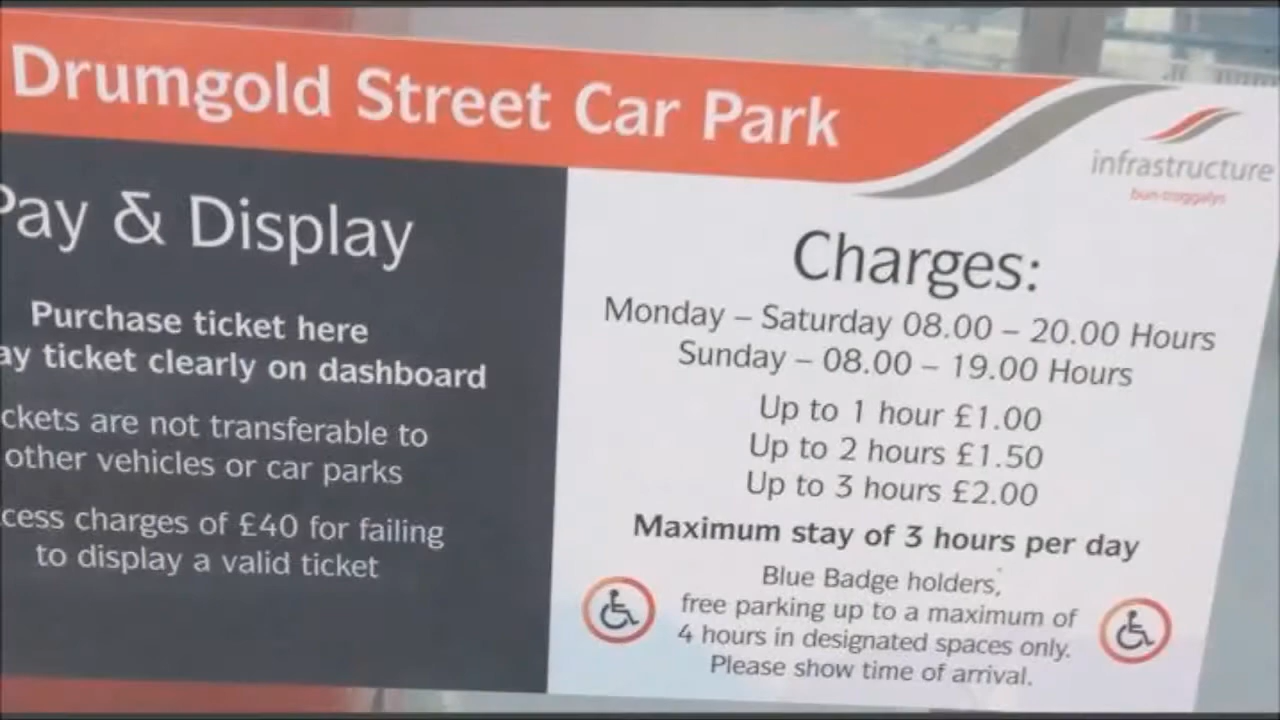 Drumgold Street Car Park
infrastructure
bun-troggalys
Pay & Display
Purchase ticket here
ay ticket clearly on dashboard
ckets are not transferable to
other vehicles or car parks
cess charges of £40 for failing
to display a valid ticket
Charges:
Monday – Saturday 08.00 – 20.00 Hours
Sunday – 08.00 – 19.00 Hours
Up to 1 hour £1.00
Up to 2 hours £1.50
Up to 3 hours £2.00
Maximum stay of 3 hours per day
Blue Badge holders,
free parking up to a maximum of
4 hours in designated spaces only.
Please show time of arrival.